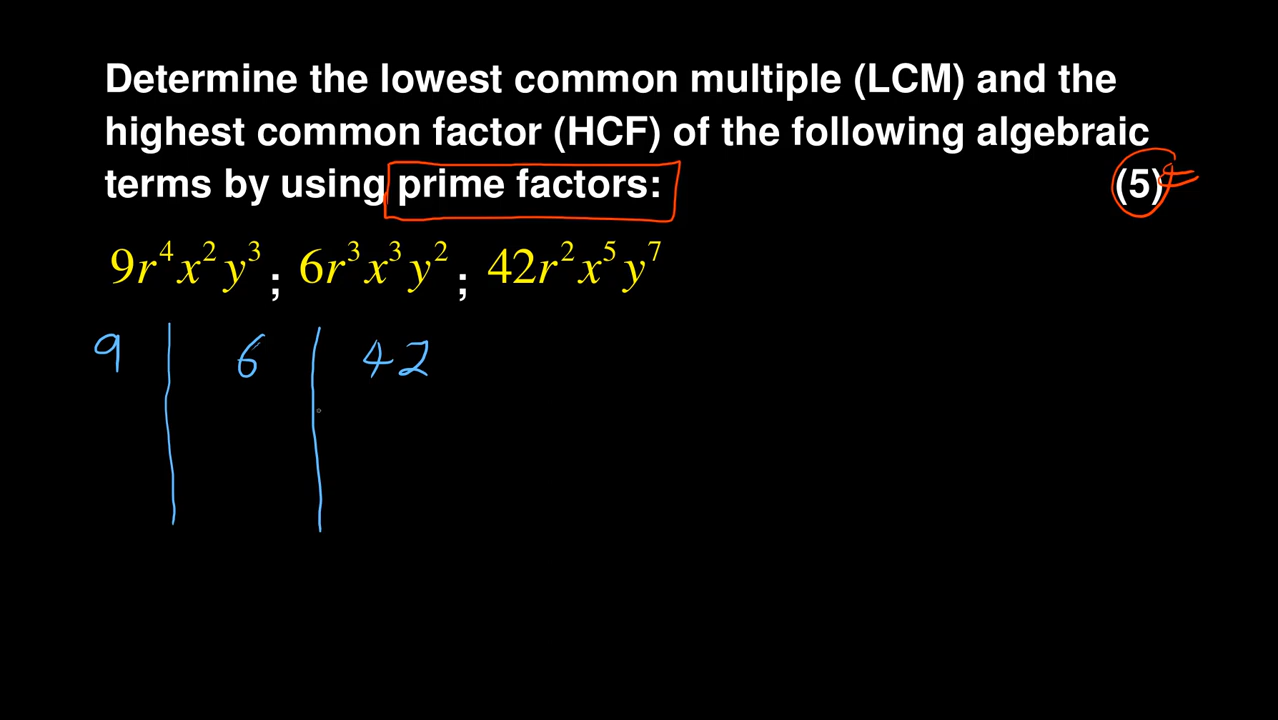 Determine the lowest common multiple (LCM) and the
highest common factor (HCF) of the following algebraic
terms by using prime factors: (5)
9r⁴x²y³ ; 6r³x³y² ; 42r²x⁵y⁷
9 6 42